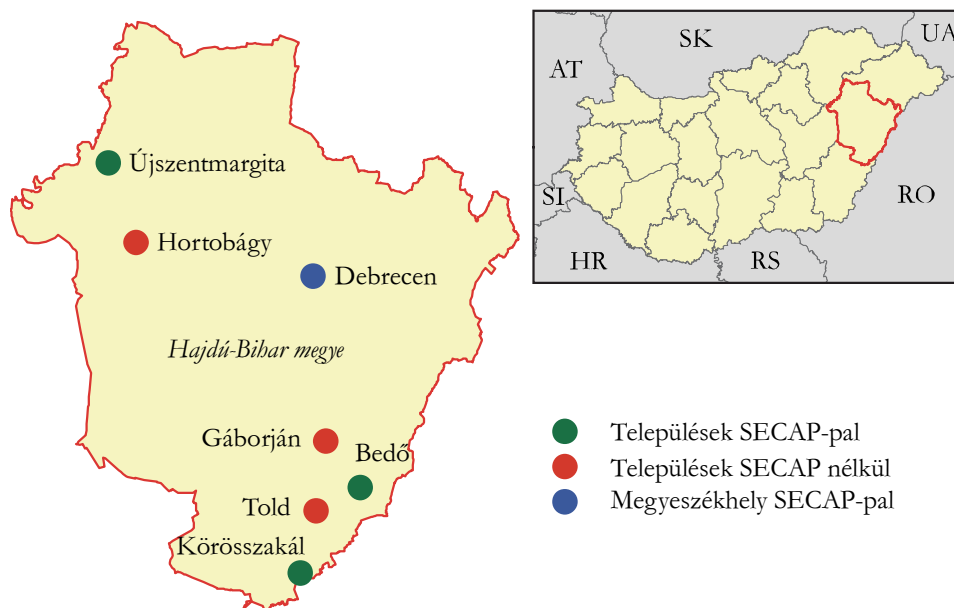 Újszentmargita
Hortobágy
Debrecen
Hajdú-Bihar megye
Gáborján
Bedő
Told
Körösszakál
SK
UA
AT
SI
RO
HR
RS
Települések SECAP-pal
Települések SECAP nélkül
Megyeszékhely SECAP-pal